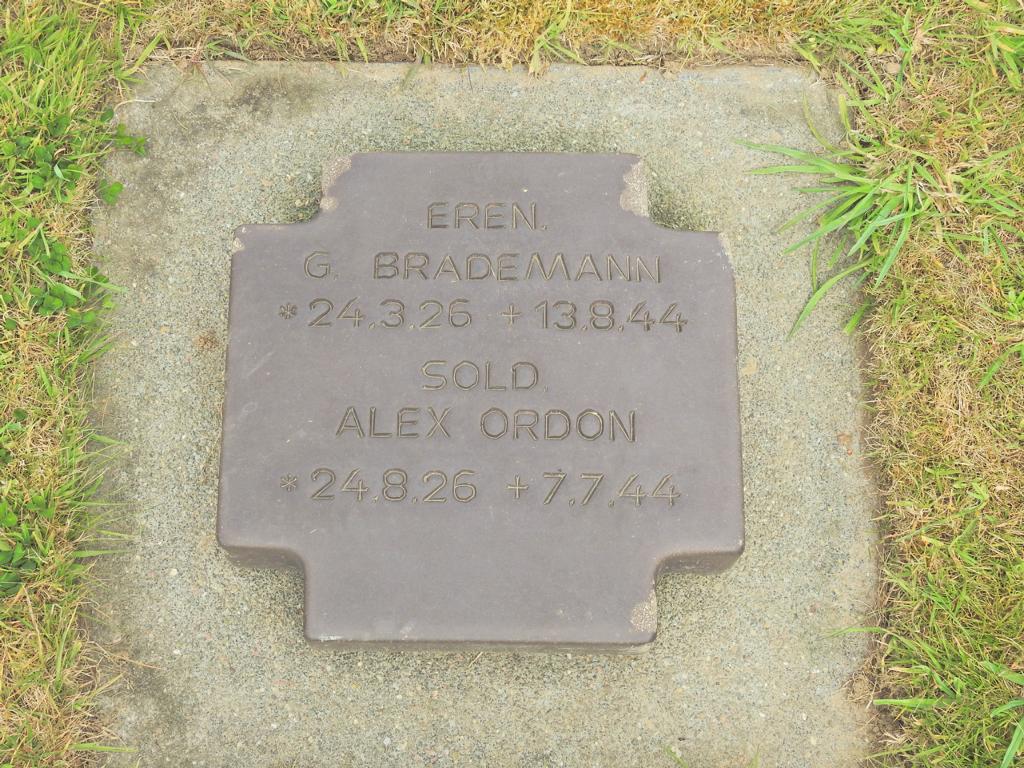 EREN.
G. BRADEMANN
* 24.3.26 + 13.8.44
SOLD.
ALEX ORDON
* 24.8.26 + 7.7.44